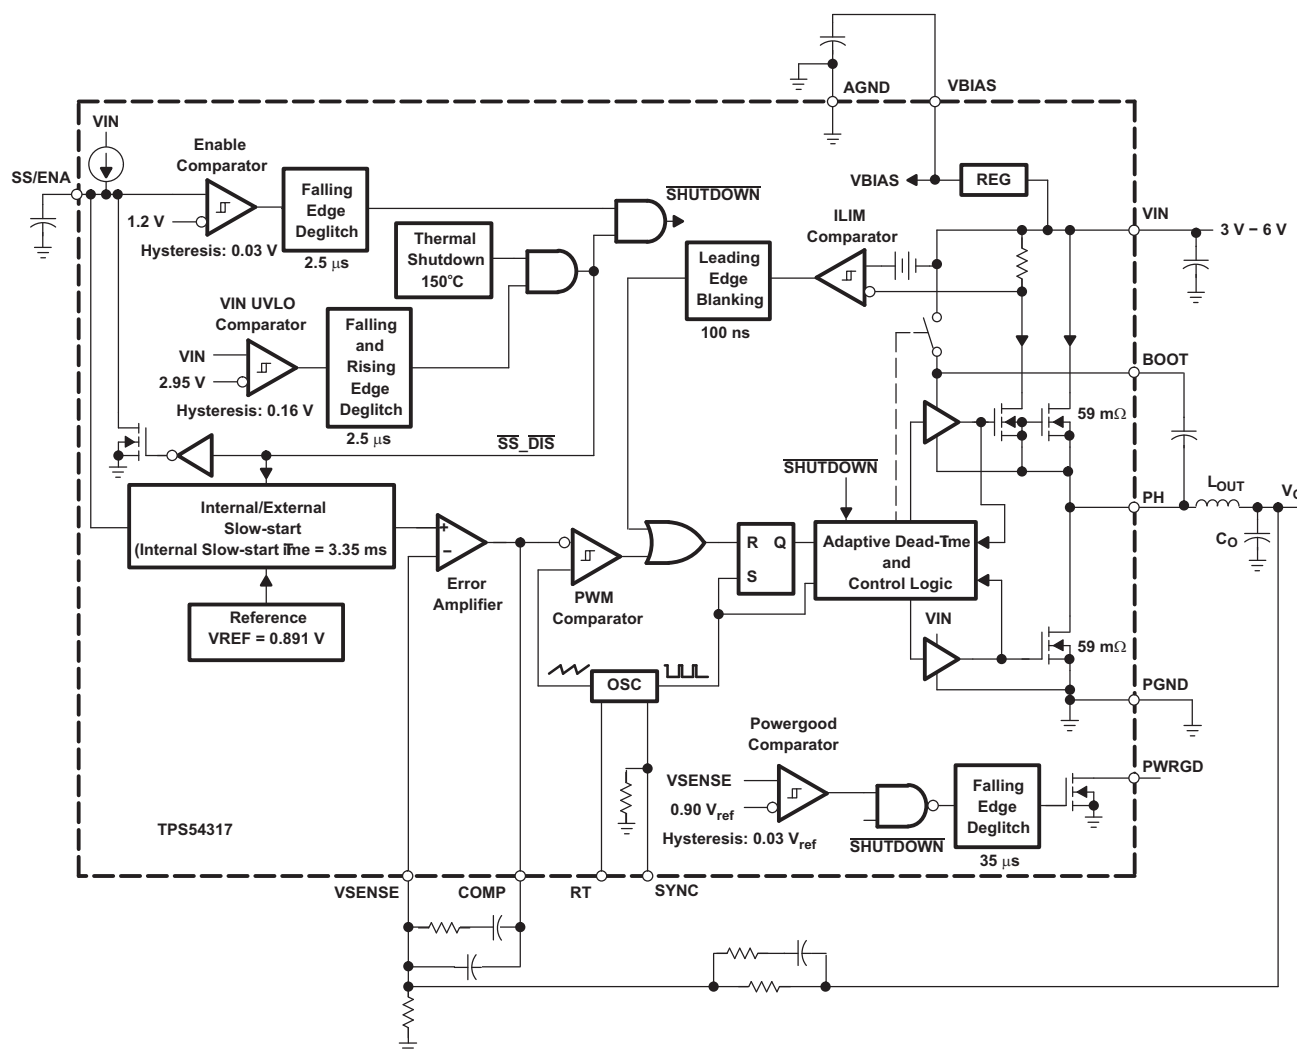 AGND
VBIAS
VIN
Enable
Comparator
SS/ENA
1.2 V
Hysteresis: 0.03 V
Falling
Edge
Deglitch
2.5 μs
SHUTDOWN
Thermal
Shutdown
150°C
VBIAS
REG
ILIM
Comparator
Leading
Edge
Blanking
100 ns
VIN
3 V − 6 V
VIN UVLO
Comparator
VIN
2.95 V
Hysteresis: 0.16 V
Falling
and
Rising
Edge
Deglitch
2.5 μs
BOOT
59 mΩ
SS_DIS
SHUTDOWN
Internal/External
Slow-start
(Internal Slow-start Time = 3.35 ms
Reference
VREF = 0.891 V
+
−
Error
Amplifier
PWM
Comparator
R Q
S
Adaptive Dead-Tme
and
Control Logic
PH
LOUT
CO
VIN
59 mΩ
OSC
PGND
Powergood
Comparator
VSENSE
0.90 Vref
Hysteresis: 0.03 Vref
SHUTDOWN
Falling
Edge
Deglitch
35 μs
PWRGD
TPS54317
VSENSE
COMP
RT
SYNC